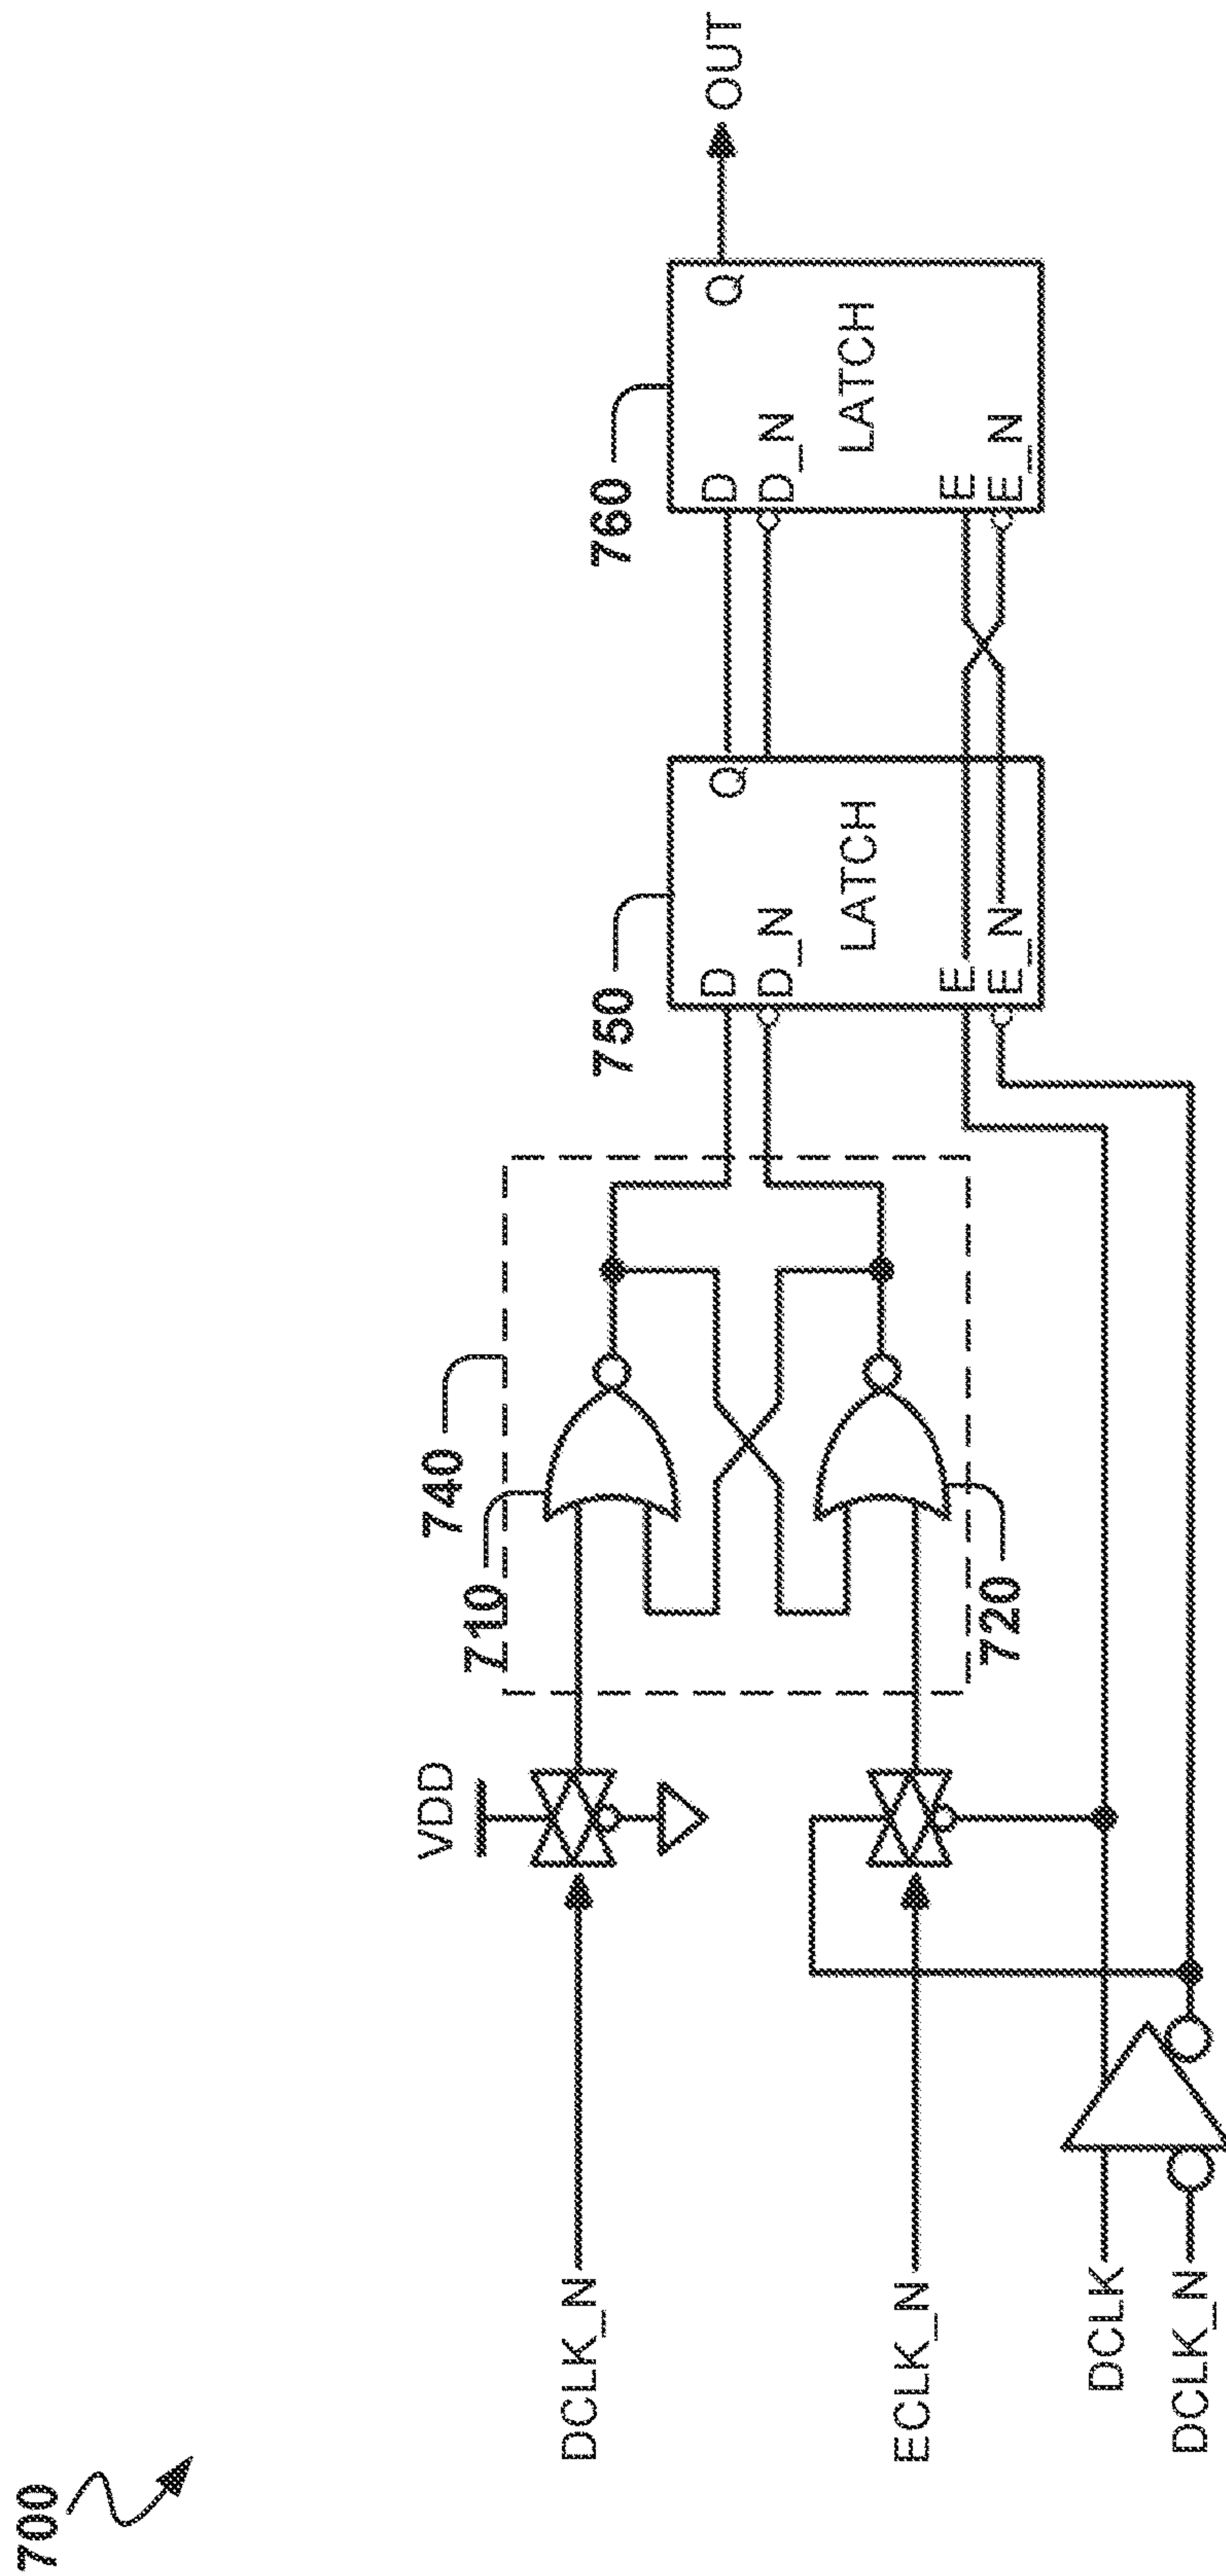 700
DCLK_N
VDD
ECLK_N
DCLK
DCLK_N
740
710
720
750
D
D_N
E
E_N
Q
LATCH
760
D
D_N
E
E_N
Q
LATCH
OUT